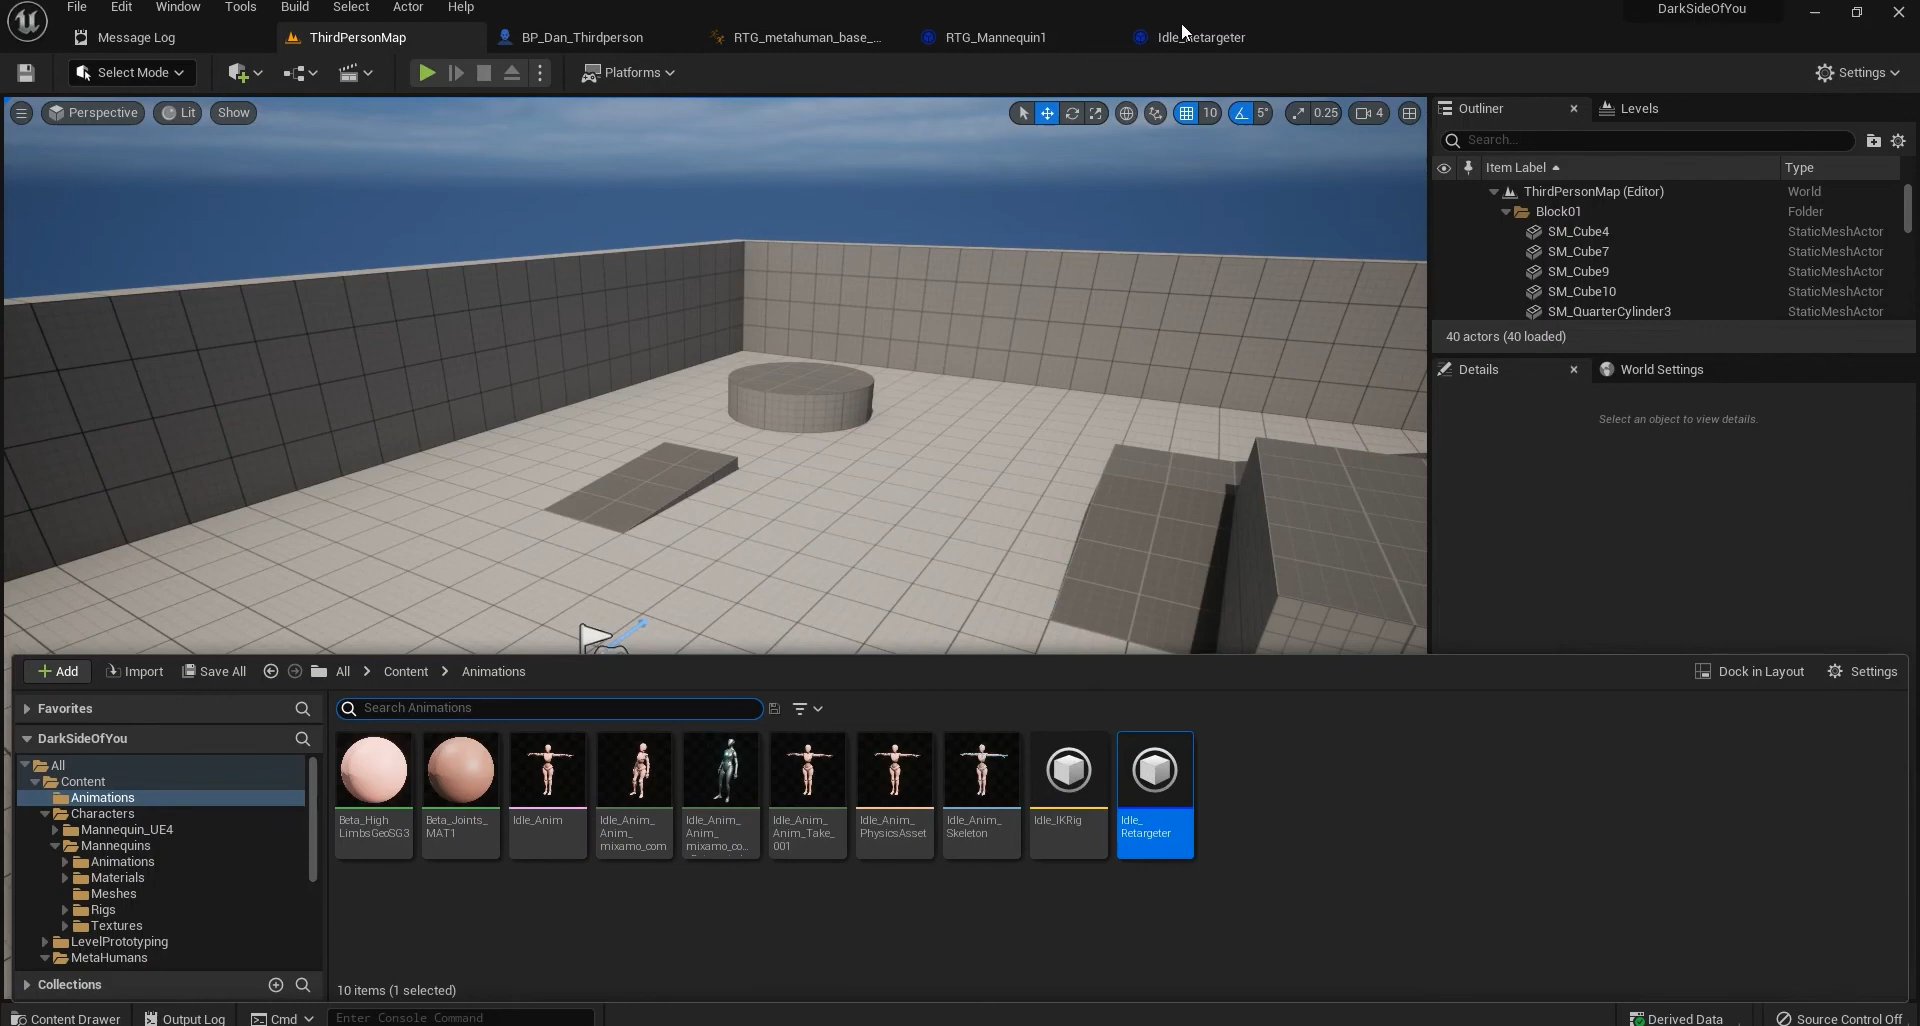 File Edit Window Tools Build Select Actor Help
DarkSideOfYou
Message Log
ThirdPersonMap
BP_Dan_Thirdperson
RTG_metahuman_base_...
RTG_Mannequin1
Idle_Retargeter
Select Mode
Platforms
Settings
Perspective
Lit
Show
10
5°
0.25
4
Outliner
Levels
Search...
Item Label
Type
ThirdPersonMap (Editor) World
Block01 Folder
SM_Cube4 StaticMeshActor
SM_Cube7 StaticMeshActor
SM_Cube9 StaticMeshActor
SM_Cube10 StaticMeshActor
SM_QuarterCylinder3 StaticMeshActor
40 actors (40 loaded)
Details
World Settings
Select an object to view details.
Add
Import
Save All
All
Content
Animations
Dock in Layout
Settings
Favorites
Search Animations
DarkSideOfYou
All
Content
Animations
Characters
Mannequin_UE4
Mannequins
Animations
Materials
Meshes
Rigs
Textures
LevelPrototyping
MetaHumans
Collections
Beta_High
LimbsGeoSG3
Beta_Joints_
MAT1
Idle_Anim
Idle_Anim_
Anim_
mixamo_com
Idle_Anim_
Anim_
mixamo_co...
Idle_Anim_
Anim_Take_
001
Idle_Anim_
PhysicsAsset
Idle_Anim_
Skeleton
Idle_IKRig
Idle_
Retargeter
10 items (1 selected)
Content Drawer
Output Log
Cmd
Enter Console Command
Derived Data
Source Control Off